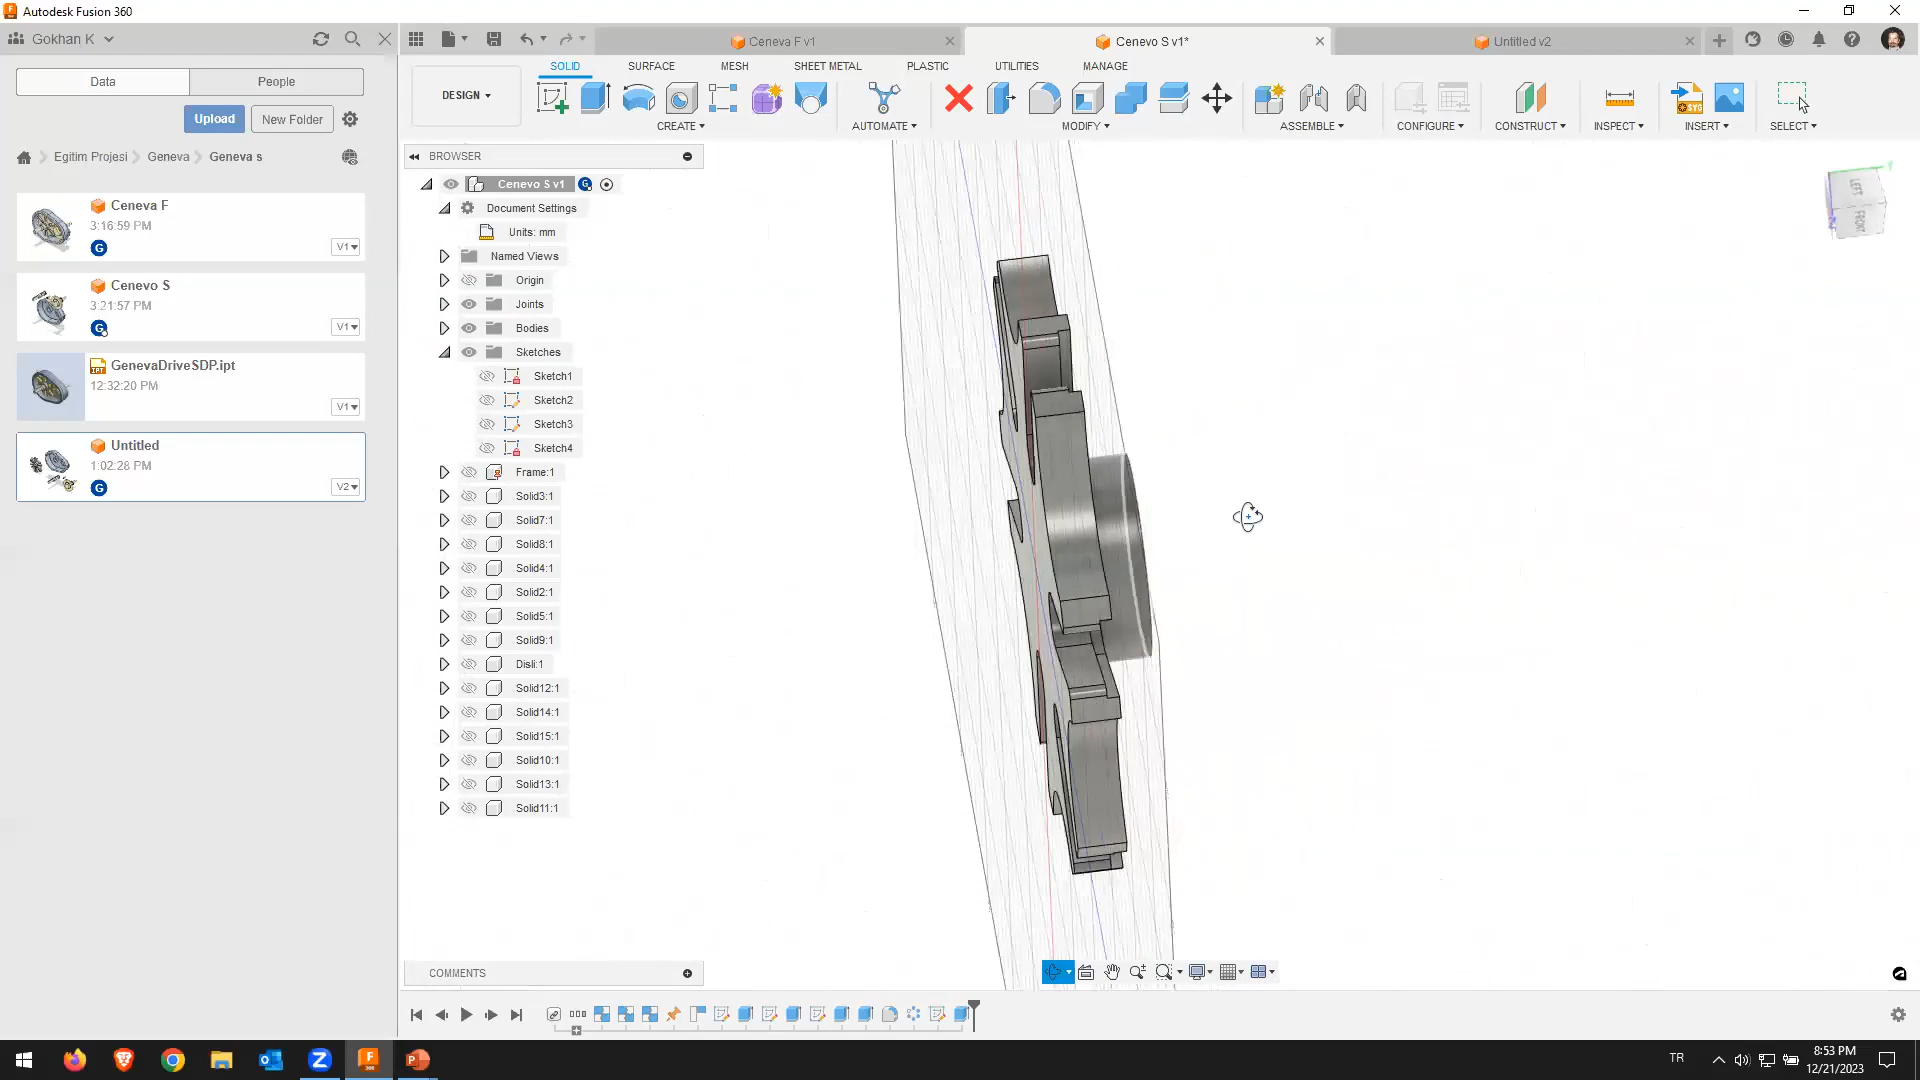 Autodesk Fusion 360
Gokhan K
Ceneva F v1
Cenevo S v1*
Untitled v2
Data
People
Upload
New Folder
Egitim Projesi
Geneva
Geneva s
Ceneva F
3:16:59 PM
G
V1
Cenevo S
3:21:57 PM
G
V1
GenevaDriveSDP.ipt
12:32:20 PM
V1
Untitled
1:02:28 PM
G
V2
SOLID
SURFACE
MESH
SHEET METAL
PLASTIC
UTILITIES
MANAGE
DESIGN
CREATE
AUTOMATE
MODIFY
ASSEMBLE
CONFIGURE
CONSTRUCT
INSPECT
INSERT
SELECT
BROWSER
Cenevo S v1
G
Document Settings
Units: mm
Named Views
Origin
Joints
Bodies
Sketches
Sketch1
Sketch2
Sketch3
Sketch4
Frame:1
Solid3:1
Solid7:1
Solid8:1
Solid4:1
Solid2:1
Solid5:1
Solid9:1
Disli:1
Solid12:1
Solid14:1
Solid15:1
Solid10:1
Solid13:1
Solid11:1
LEFT
FRONT
COMMENTS
TR
8:53 PM
12/21/2023